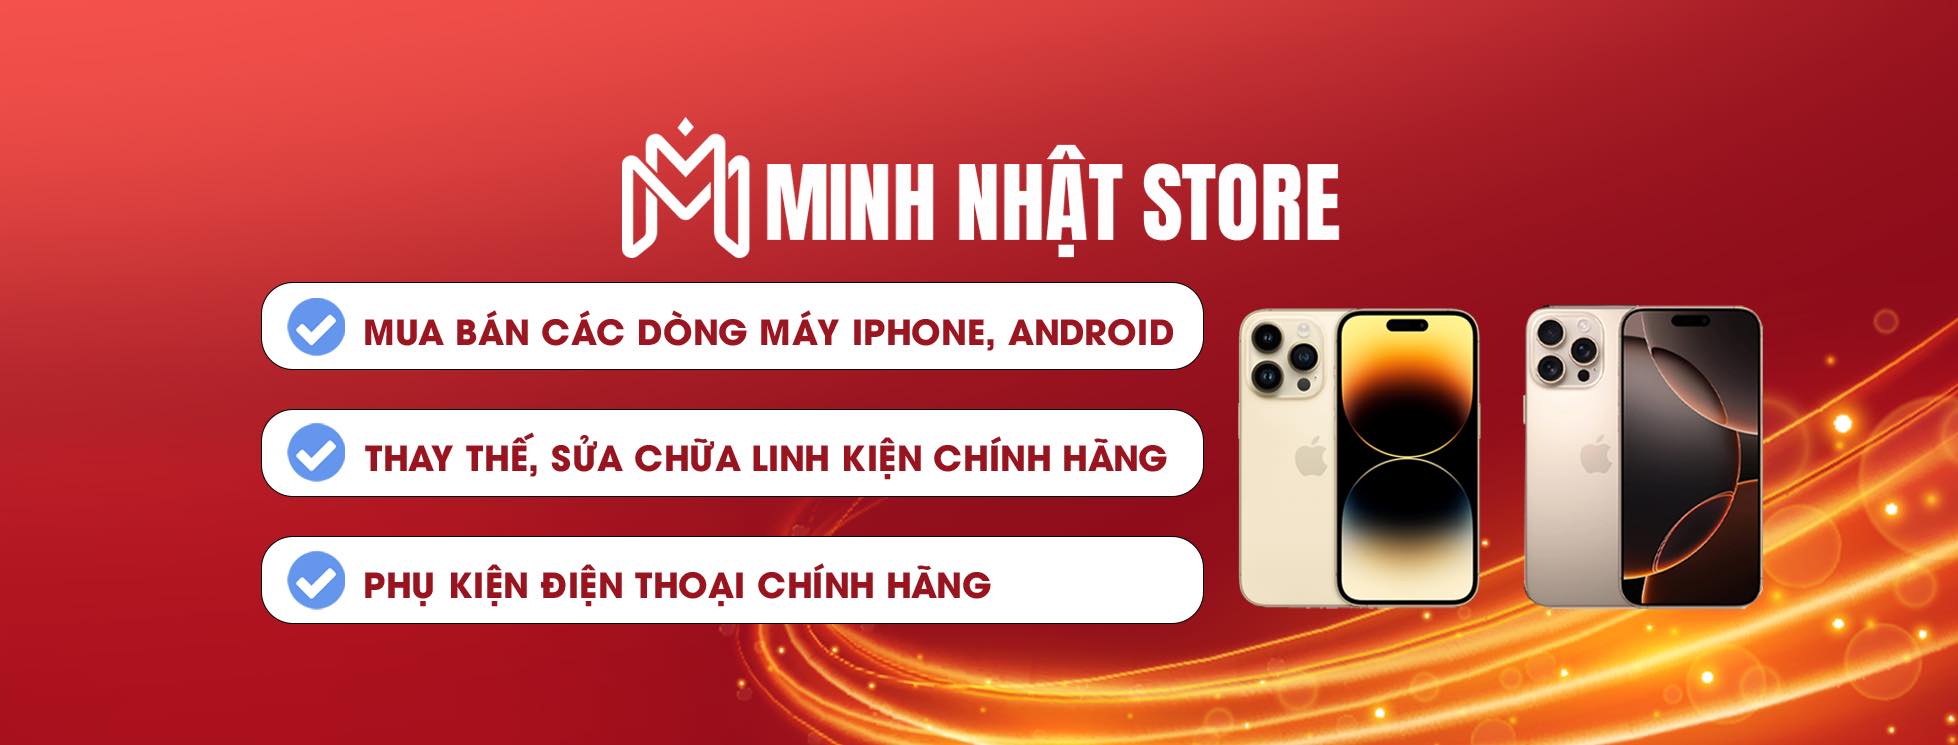 MINH NHẬT STORE
MUA BÁN CÁC DÒNG MÁY IPHONE, ANDROID
THAY THẾ, SỬA CHỮA LINH KIỆN CHÍNH HÃNG
PHỤ KIỆN ĐIỆN THOẠI CHÍNH HÃNG